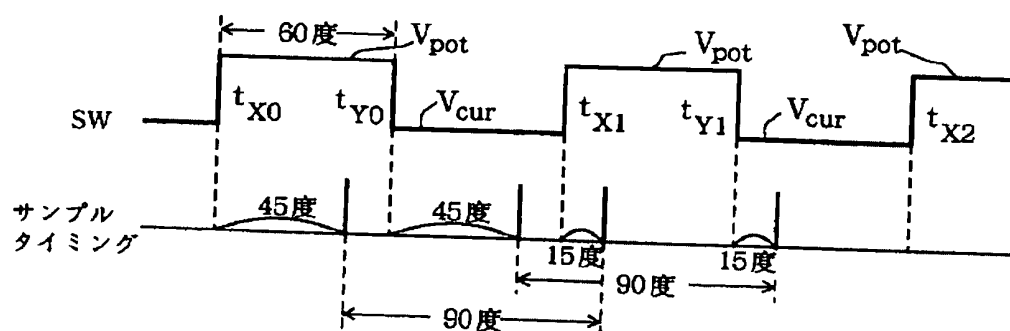 60度
V_pot
V_pot
V_pot
SW
t_X0
t_Y0
V_cur
t_X1
t_Y1
V_cur
t_X2
サンプル
タイミング
45度
45度
15度
15度
90度
90度